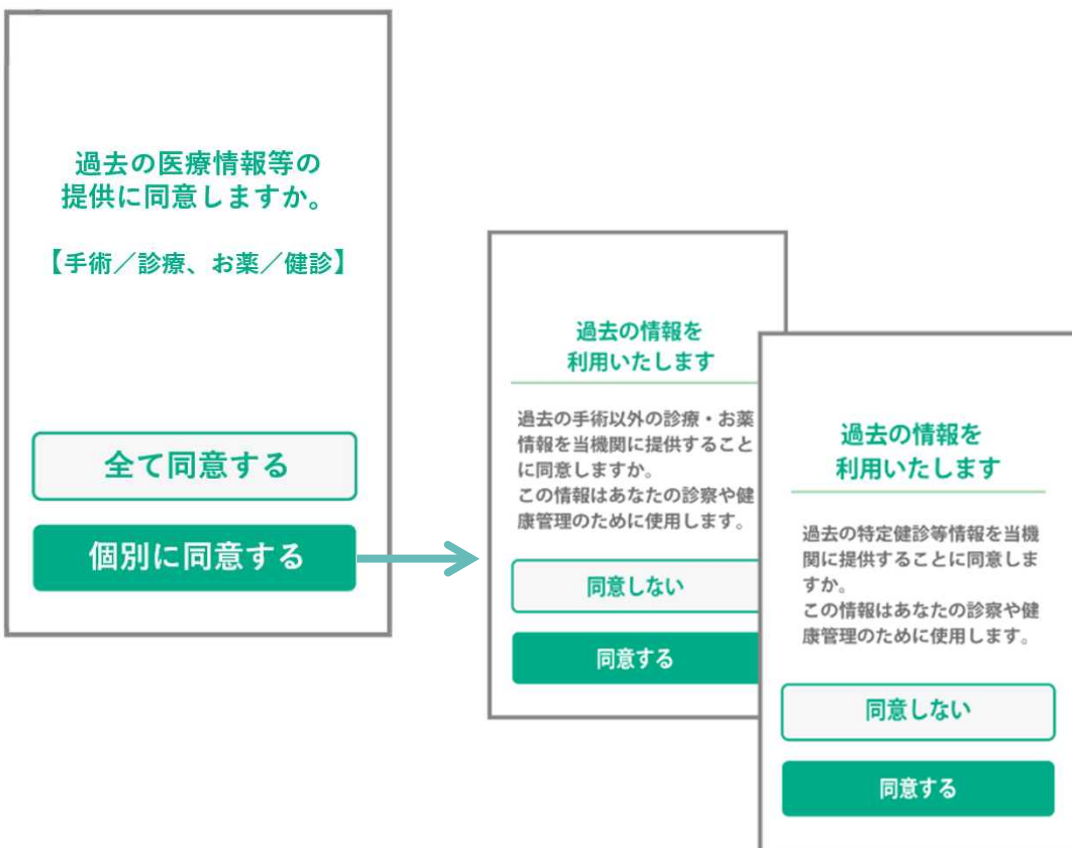 過去の医療情報等の
提供に同意しますか。
【手術／診療、お薬／健診】
全て同意する
個別に同意する
過去の情報を
利用いたします
過去の手術以外の診療・お薬
情報を当機関に提供すること
に同意しますか。
この情報はあなたの診察や健
康管理のために使用します。
同意しない
同意する
過去の情報を
利用いたします
過去の特定健診等情報を当機
関に提供することに同意しま
すか。
この情報はあなたの診察や健
康管理のために使用します。
同意しない
同意する